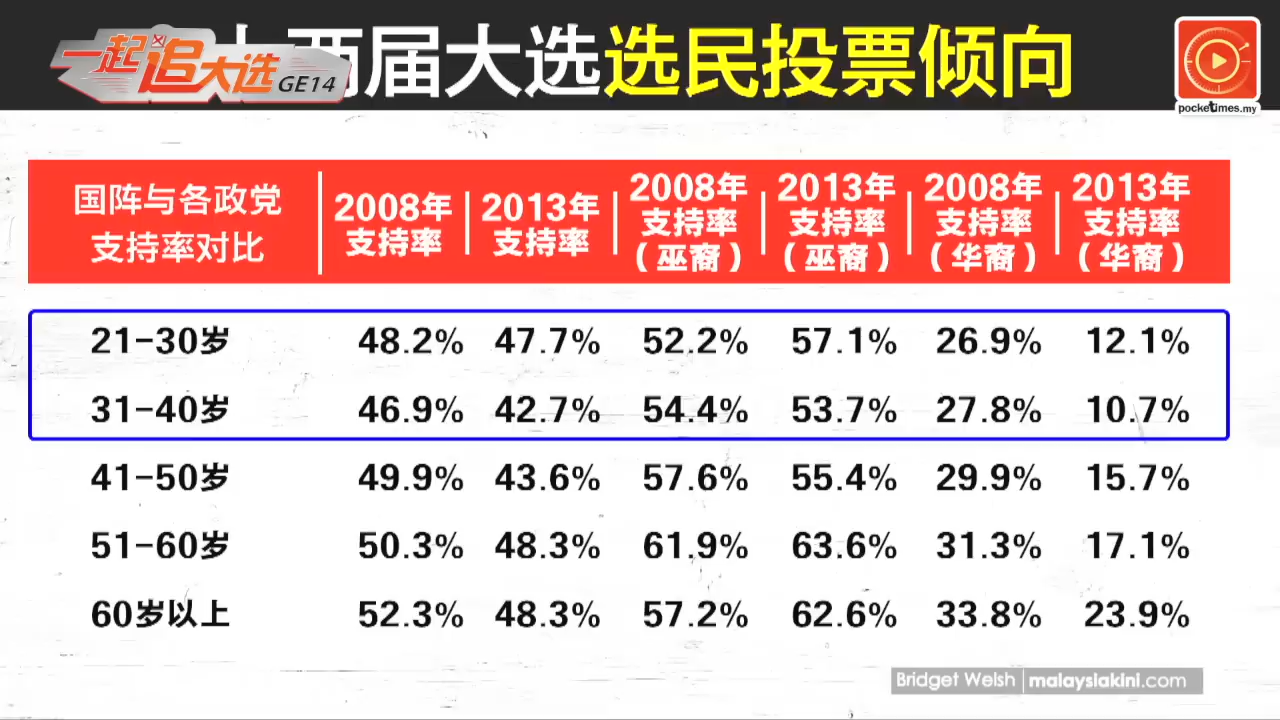 一起追大选
GE14
两届大选选民投票倾向
pocketimes.my
国阵与各政党
支持率对比
2008年
支持率
2013年
支持率
2008年
支持率
(巫裔)
2013年
支持率
(巫裔)
2008年
支持率
(华裔)
2013年
支持率
(华裔)
21-30岁 48.2% 47.7% 52.2% 57.1% 26.9% 12.1%
31-40岁 46.9% 42.7% 54.4% 53.7% 27.8% 10.7%
41-50岁 49.9% 43.6% 57.6% 55.4% 29.9% 15.7%
51-60岁 50.3% 48.3% 61.9% 63.6% 31.3% 17.1%
60岁以上 52.3% 48.3% 57.2% 62.6% 33.8% 23.9%
Bridget Welsh malaysiakini.com